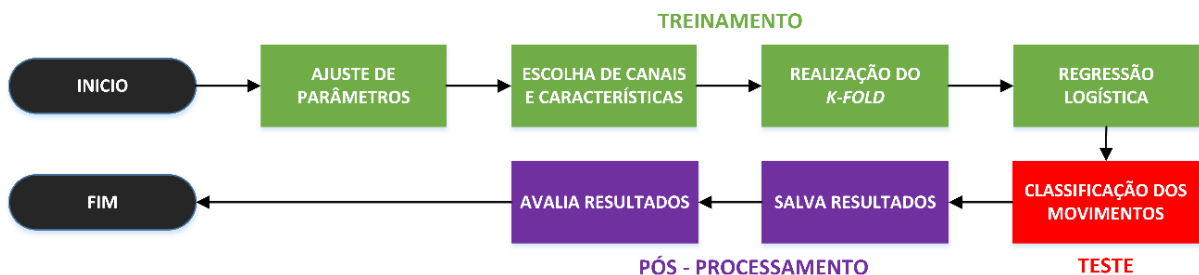 TREINAMENTO
INICIO
AJUSTE DE
PARÂMETROS
ESCOLHA DE CANAIS
E CARACTERÍSTICAS
REALIZAÇÃO DO
K-FOLD
REGRESSÃO
LOGÍSTICA
FIM
AVALIA RESULTADOS
SALVA RESULTADOS
CLASSIFICAÇÃO DOS
MOVIMENTOS
PÓS - PROCESSAMENTO
TESTE